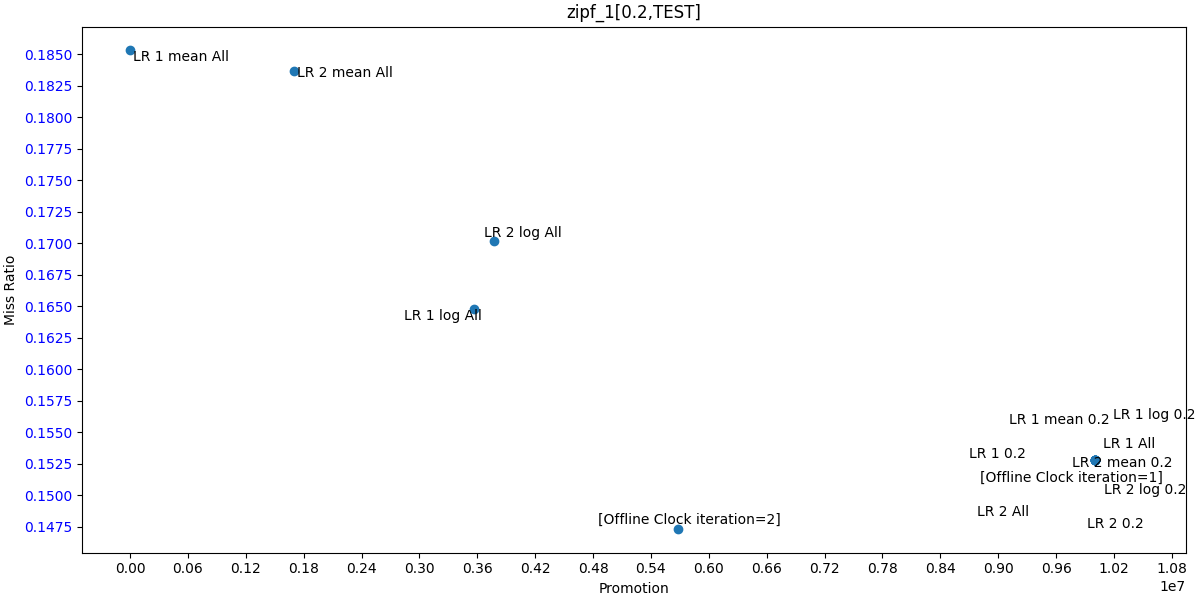 zipf_1[0.2,TEST]
Miss Ratio
0.1850
0.1825
0.1800
0.1775
0.1750
0.1725
0.1700
0.1675
0.1650
0.1625
0.1600
0.1575
0.1550
0.1525
0.1500
0.1475
LR 1 mean All
LR 2 mean All
LR 2 log All
LR 1 log All
LR 1 log 0.2
LR 1 mean 0.2
LR 1 All
LR 1 0.2
LR 2 mean 0.2
[Offline Clock iteration=1]
LR 2 log 0.2
LR 2 All
[Offline Clock iteration=2]
LR 2 0.2
0.00 0.06 0.12 0.18 0.24 0.30 0.36 0.42 0.48 0.54 0.60 0.66 0.72 0.78 0.84 0.90 0.96 1.02 1.08
1e7
Promotion